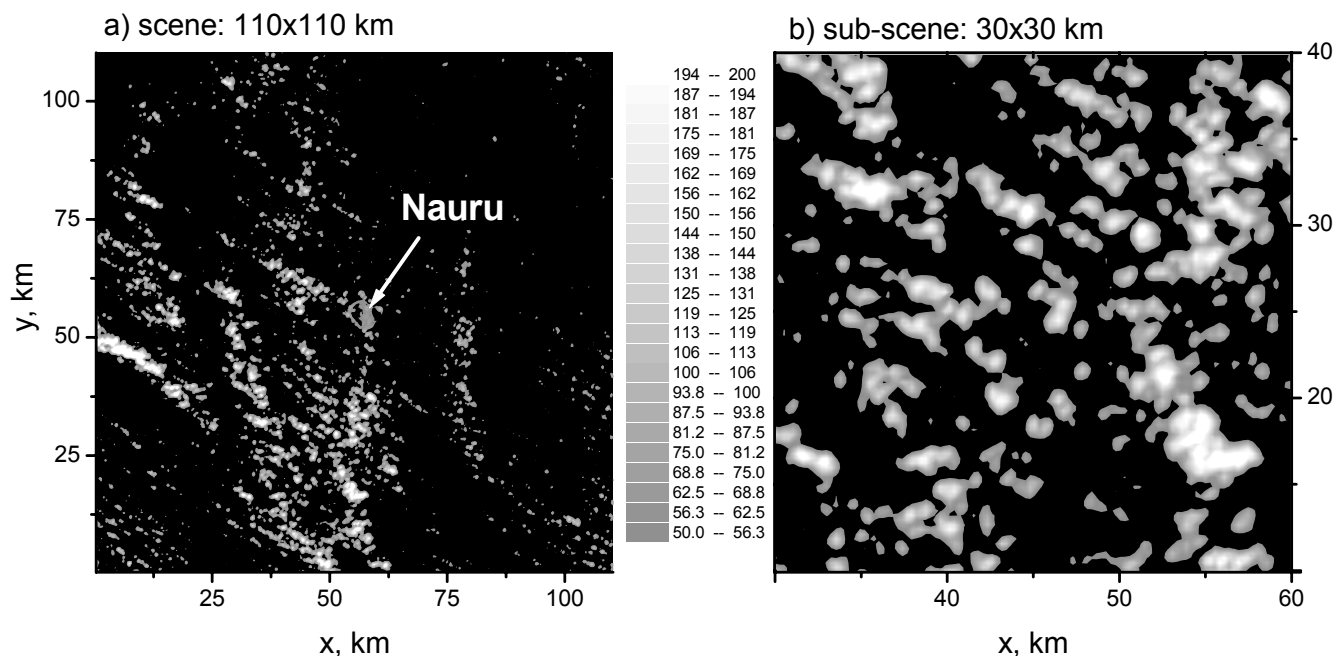 a) scene: 110x110 km
b) sub-scene: 30x30 km
100
75
50
25
y, km
25
50
75
100
x, km
Nauru
194 -- 200
187 -- 194
181 -- 187
175 -- 181
169 -- 175
162 -- 169
156 -- 162
150 -- 156
144 -- 150
138 -- 144
131 -- 138
125 -- 131
119 -- 125
113 -- 119
106 -- 113
100 -- 106
93.8 -- 100
87.5 -- 93.8
81.2 -- 87.5
75.0 -- 81.2
68.8 -- 75.0
62.5 -- 68.8
56.3 -- 62.5
50.0 -- 56.3
40
30
20
40
50
60
x, km